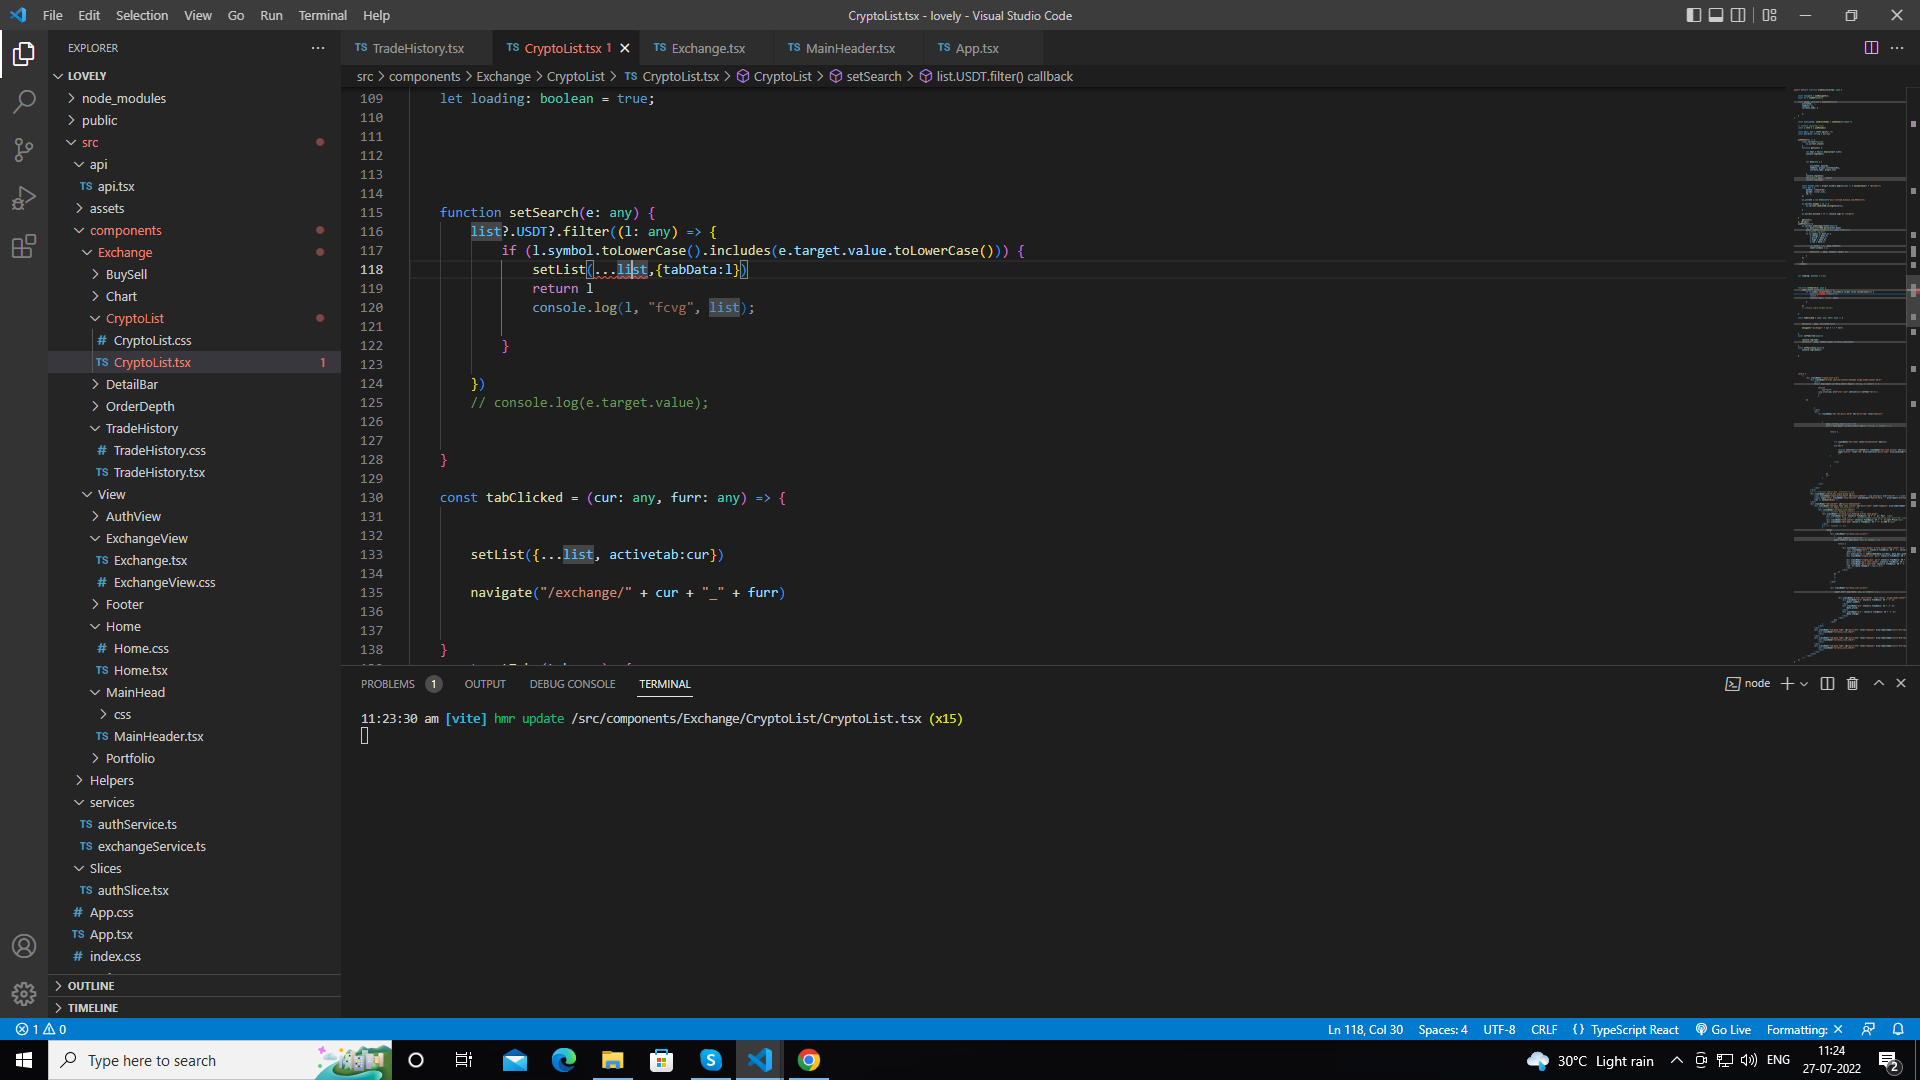 File Edit Selection View Go Run Terminal Help
CryptoList.tsx - lovely - Visual Studio Code
EXPLORER
LOVELY
node_modules
public
src
api
TS api.tsx
assets
components
Exchange
BuySell
Chart
CryptoList
# CryptoList.css
TS CryptoList.tsx 1
DetailBar
OrderDepth
TradeHistory
# TradeHistory.css
TS TradeHistory.tsx
View
AuthView
ExchangeView
TS Exchange.tsx
# ExchangeView.css
Footer
Home
# Home.css
TS Home.tsx
MainHead
css
TS MainHeader.tsx
Portfolio
Helpers
services
TS authService.ts
TS exchangeService.ts
Slices
TS authSlice.tsx
# App.css
TS App.tsx
# index.css
OUTLINE
TIMELINE
TS TradeHistory.tsx TS CryptoList.tsx 1 TS Exchange.tsx TS MainHeader.tsx TS App.tsx
src > components > Exchange > CryptoList > TS CryptoList.tsx > CryptoList > setSearch > list.USDT.filter() callback
109 let loading: boolean = true;
110
111
112
113
114
115 function setSearch(e: any) {
116 list?.USDT?.filter((l: any) => {
117 if (l.symbol.toLowerCase().includes(e.target.value.toLowerCase())) {
118 setList(...list,{tabData:l})
119 return l
120 console.log(l, "fcvg", list);
121
122 }
123
124 })
125 // console.log(e.target.value);
126
127
128 }
129
130 const tabClicked = (cur: any, furr: any) => {
131
132
133 setList({...list, activetab:cur})
134
135 navigate("/exchange/" + cur + "_" + furr)
136
137
138 }
PROBLEMS 1 OUTPUT DEBUG CONSOLE TERMINAL
node
11:23:30 am [vite] hmr update /src/components/Exchange/CryptoList/CryptoList.tsx (x15)
1 0
Ln 118, Col 30 Spaces: 4 UTF-8 CRLF {} TypeScript React Go Live Formatting: ×
Type here to search
30°C Light rain
ENG
11:24
27-07-2022
2